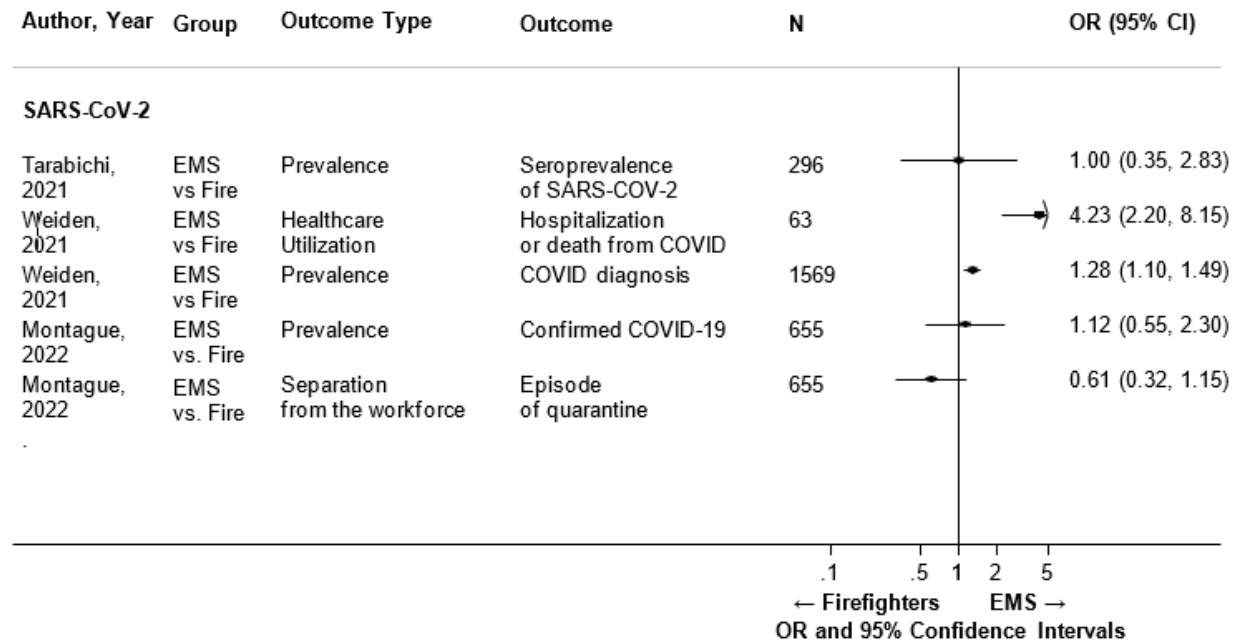 Author, Year Group Outcome Type Outcome N OR (95% CI)
SARS-CoV-2
Tarabichi, EMS Prevalence Seroprevalence 296 1.00 (0.35, 2.83)
2021 vs Fire of SARS-COV-2
Weiden, EMS Healthcare Hospitalization 63 4.23 (2.20, 8.15)
2021 vs Fire Utilization or death from COVID
Weiden, EMS Prevalence COVID diagnosis 1569 1.28 (1.10, 1.49)
2021 vs Fire
Montague, EMS Prevalence Confirmed COVID-19 655 1.12 (0.55, 2.30)
2022 vs. Fire
Montague, EMS Separation Episode 655 0.61 (0.32, 1.15)
2022 vs. Fire from the workforce of quarantine
.
.1 .5 1 2 5
← Firefighters EMS →
OR and 95% Confidence Intervals